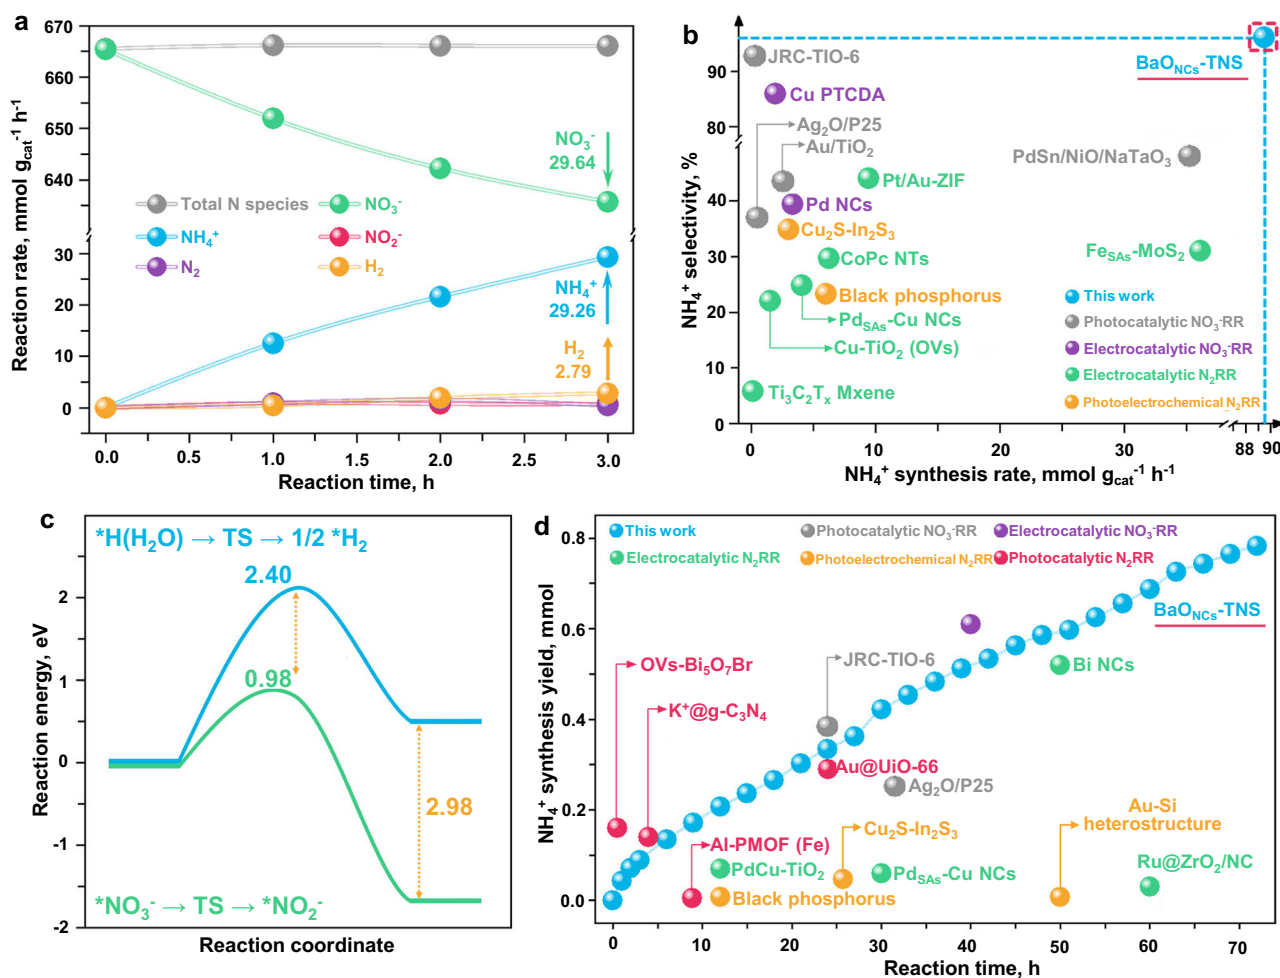 a
Reaction rate, mmol g_cat⁻¹ h⁻¹
670
660
650
640
30
20
10
0
NO₃⁻
29.64
Total N species
NO₃⁻
NH₄⁺
NO₂⁻
N₂
H₂
NH₄⁺
29.26
H₂
2.79
0.0 0.5 1.0 1.5 2.0 2.5 3.0
Reaction time, h
b
NH₄⁺ selectivity, %
90
80
40
30
20
10
0
JRC-TIO-6
BaO_NCs-TNS
Cu PTCDA
Ag₂O/P25
Au/TiO₂
PdSn/NiO/NaTaO₃
Pt/Au-ZIF
Pd NCs
Cu₂S-In₂S₃
CoPc NTs
Fe_SAs-MoS₂
Black phosphorus
Pd_SAs-Cu NCs
Cu-TiO₂ (OVs)
Ti₃C₂Tₓ Mxene
This work
Photocatalytic NO₃⁻RR
Electrocatalytic NO₃⁻RR
Electrocatalytic N₂RR
Photoelectrochemical N₂RR
0 10 20 30 88 90
NH₄⁺ synthesis rate, mmol g_cat⁻¹ h⁻¹
c
Reaction energy, eV
2
1
0
-1
-2
*H(H₂O) → TS → 1/2 *H₂
2.40
0.98
2.98
*NO₃⁻ → TS → *NO₂⁻
Reaction coordinate
d
NH₄⁺ synthesis yield, mmol
0.8
0.6
0.4
0.2
0.0
This work
Photocatalytic NO₃⁻RR
Electrocatalytic NO₃⁻RR
Electrocatalytic N₂RR
Photoelectrochemical N₂RR
Photocatalytic N₂RR
BaO_NCs-TNS
OVs-Bi₅O₇Br
JRC-TIO-6
Bi NCs
K⁺@g-C₃N₄
Au@UiO-66
Ag₂O/P25
Au-Si
heterostructure
Cu₂S-In₂S₃
Al-PMOF (Fe)
PdCu-TiO₂
Pd_SAs-Cu NCs
Ru@ZrO₂/NC
Black phosphorus
0 10 20 30 40 50 60 70
Reaction time, h